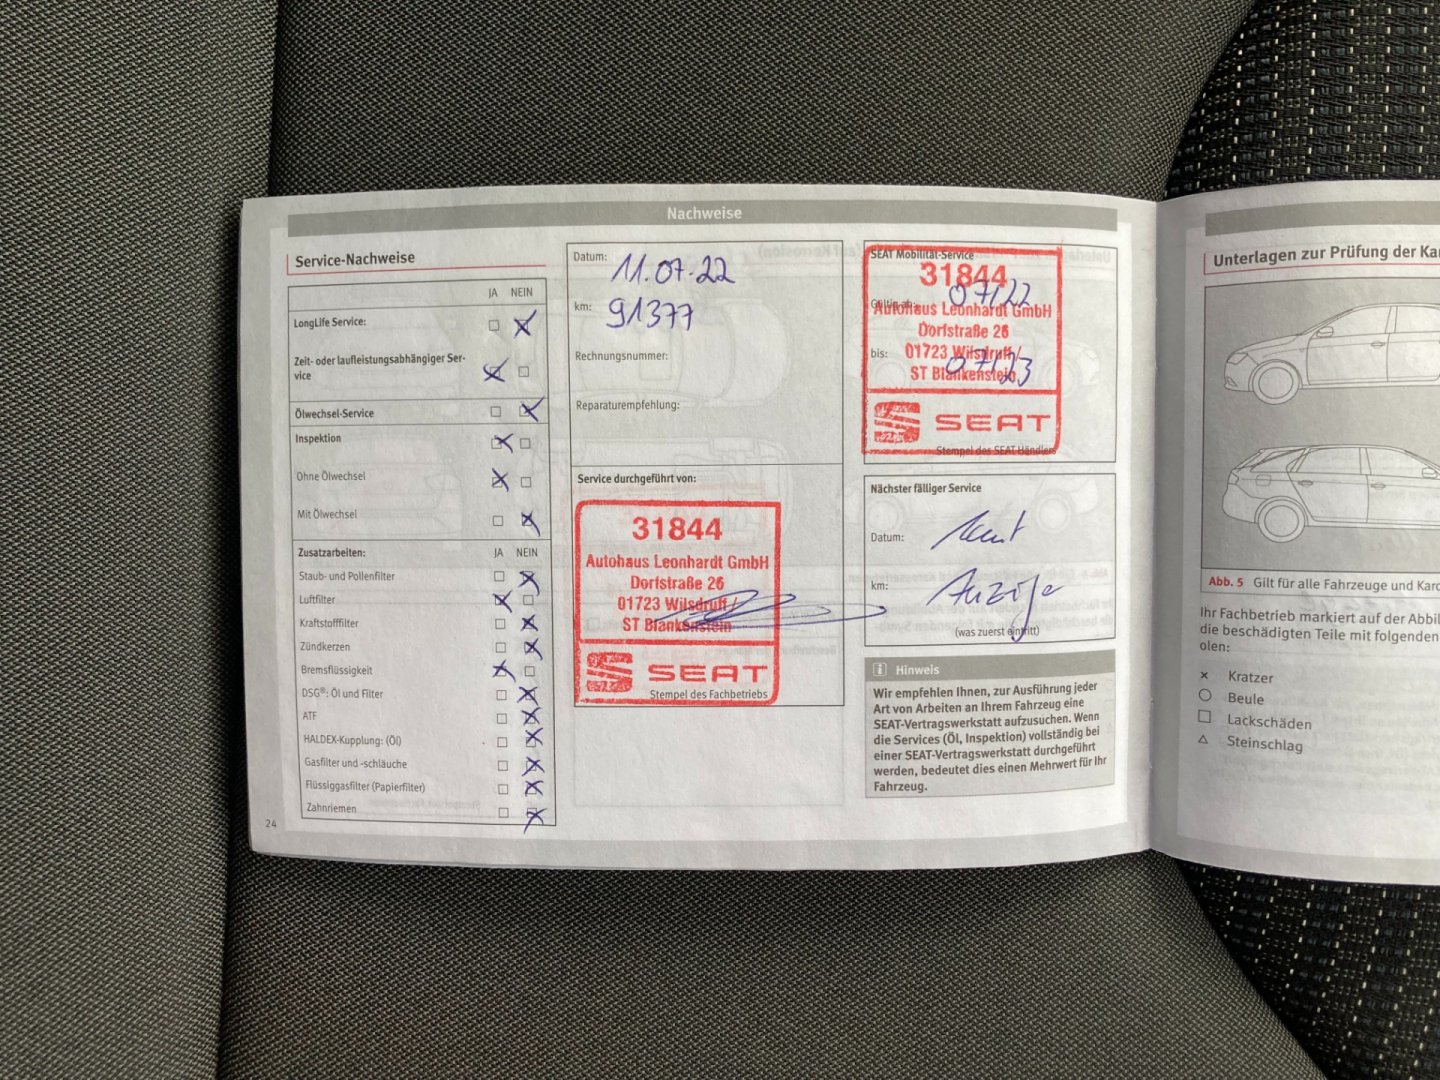 Nachweise
Service-Nachweise
JA NEIN
LongLife Service:
Zeit- oder laufleistungsabhängiger Ser-
vice
Ölwechsel-Service
Inspektion
Ohne Ölwechsel
Mit Ölwechsel
Zusatzarbeiten: JA NEIN
Staub- und Pollenfilter
Luftfilter
Kraftstofffilter
Zündkerzen
Bremsflüssigkeit
DSG®: Öl und Filter
ATF
HALDEX-Kupplung: (Öl)
Gasfilter und -schläuche
Flüssiggasfilter (Papierfilter)
Zahnriemen
24
Datum: 11.07.22
km: 91377
Rechnungsnummer:
Reparaturempfehlung:
Service durchgeführt von:
31844
Autohaus Leonhardt GmbH
Dorfstraße 26
01723 Wilsdruff/
ST Blankenstein
SEAT
Stempel des Fachbetriebs
SEAT Mobilität-Service
31844
Gültig ab: 07/22
Autohaus Leonhardt GmbH
Dorfstraße 26
bis: 07/23
01723 Wilsdruff/
ST Blankenstein
SEAT
Stempel des SEAT Händlers
Nächster fälliger Service
Datum:
km: Anzeige
(was zuerst eintritt)
i Hinweis
Wir empfehlen Ihnen, zur Ausführung jeder
Art von Arbeiten an Ihrem Fahrzeug eine
SEAT-Vertragswerkstatt aufzusuchen. Wenn
die Services (Öl, Inspektion) vollständig bei
einer SEAT-Vertragswerkstatt durchgeführt
werden, bedeutet dies einen Mehrwert für Ihr
Fahrzeug.
Unterlagen zur Prüfung der Ka
Abb. 5 Gilt für alle Fahrzeuge und Karo
Ihr Fachbetrieb markiert auf der Abbil
die beschädigten Teile mit folgenden
olen:
Kratzer
Beule
Lackschäden
Steinschlag